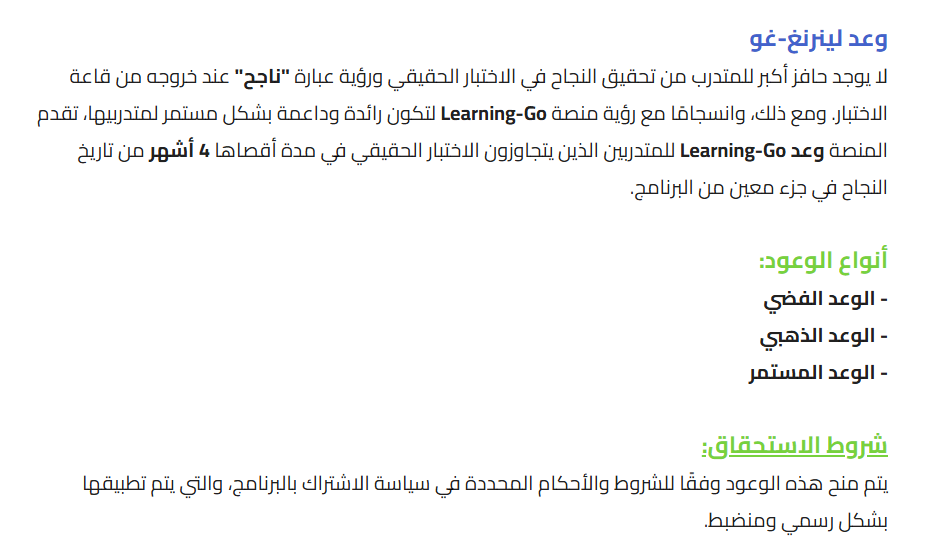 وعد لينرنغ-غو
لا يوجد حافز أكبر للمتدرب من تحقيق النجاح في الاختبار الحقيقي ورؤية عبارة "ناجح" عند خروجه من قاعة
الاختبار. ومع ذلك، وانسجامًا مع رؤية منصة Learning-Go لتكون رائدة وداعمة بشكل مستمر لمتدربيها، تقدم
المنصة وعد Learning-Go للمتدربين الذين يتجاوزون الاختبار الحقيقي في مدة أقصاها 4 أشهر من تاريخ
النجاح في جزء معين من البرنامج.
أنواع الوعود:
- الوعد الفضي
- الوعد الذهبي
- الوعد المستمر
شروط الاستحقاق:
يتم منح هذه الوعود وفقًا للشروط والأحكام المحددة في سياسة الاشتراك بالبرنامج، والتي يتم تطبيقها
بشكل رسمي ومنضبط.